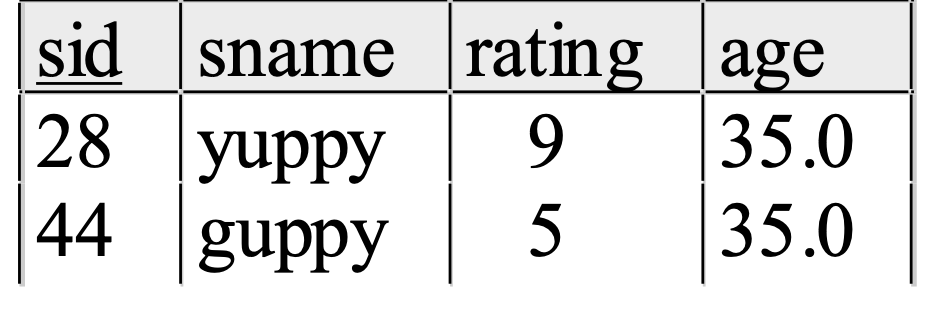 sid sname rating age
28 yuppy 9 35.0
44 guppy 5 35.0